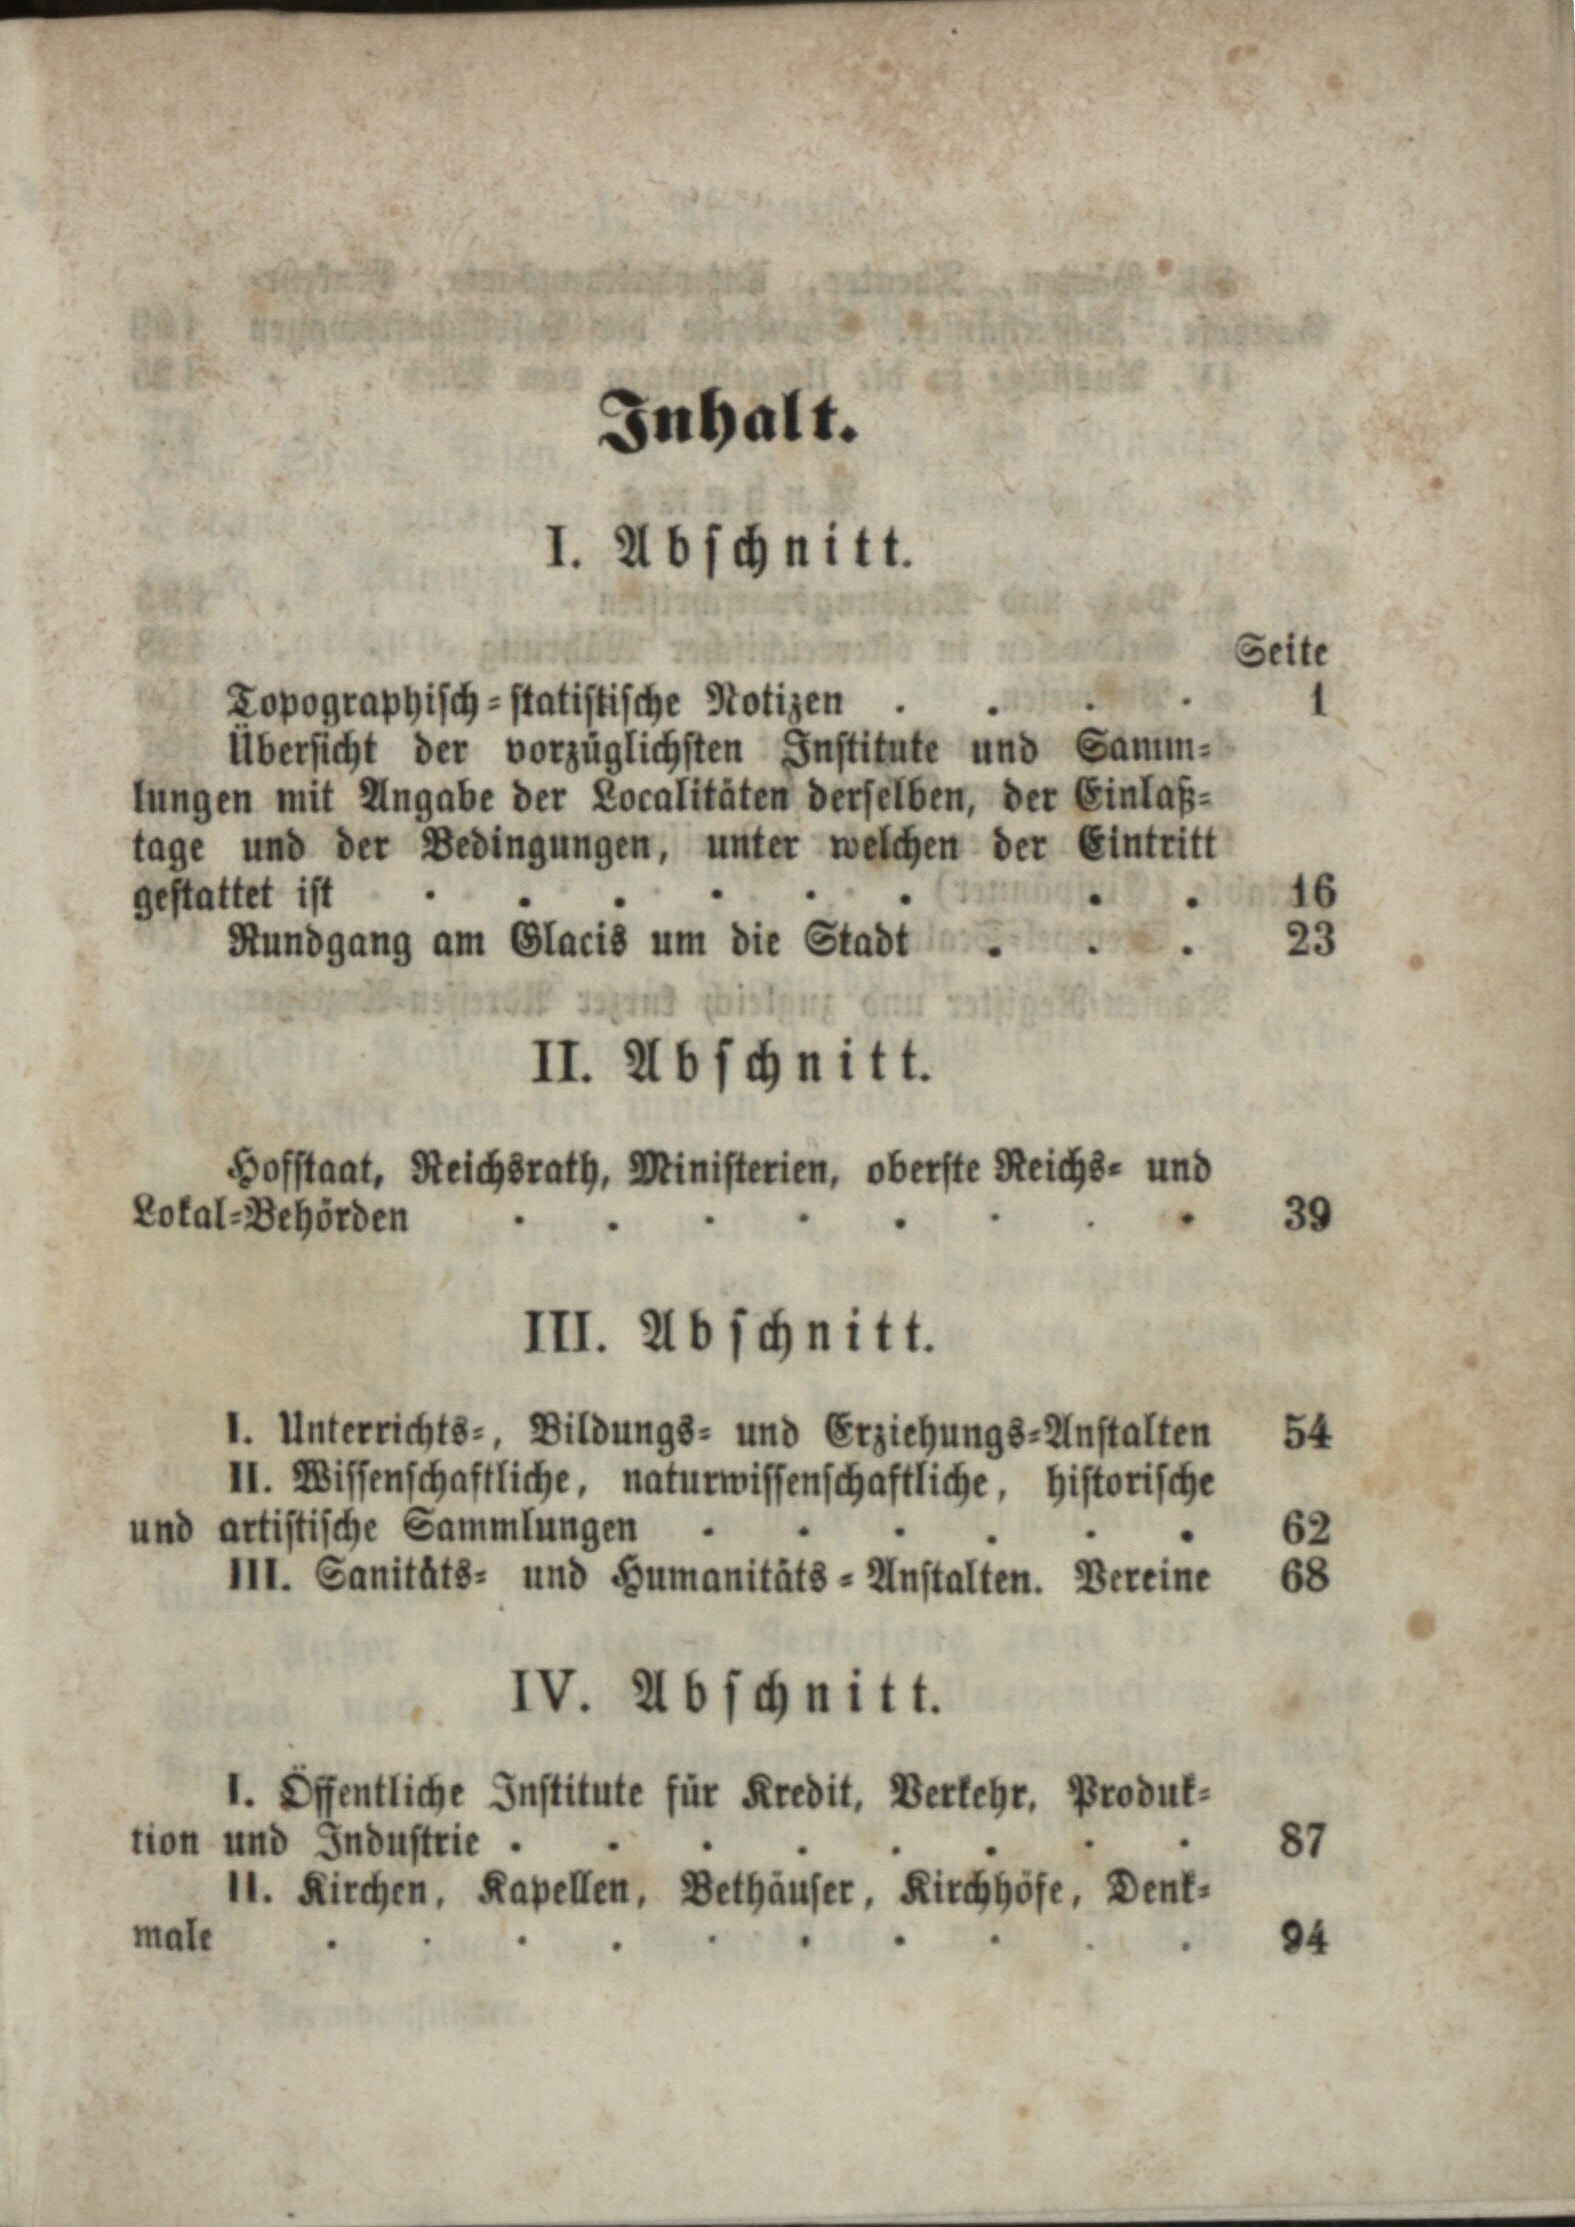 Inhalt.
I. Abschnitt.
Seite
Topographisch-statistische Notizen . . . . 1
Übersicht der vorzüglichsten Institute und Samm-
lungen mit Angabe der Localitäten derselben, der Einlaß-
tage und der Bedingungen, unter welchen der Eintritt
gestattet ist . . . . . . . . 16
Rundgang am Glacis um die Stadt . . . 23
II. Abschnitt.
Hofstaat, Reichsrath, Ministerien, oberste Reichs- und
Lokal-Behörden . . . . . . . . 39
III. Abschnitt.
I. Unterrichts-, Bildungs- und Erziehungs-Anstalten 54
II. Wissenschaftliche, naturwissenschaftliche, historische
und artistische Sammlungen . . . . . . 62
III. Sanitäts- und Humanitäts-Anstalten. Vereine 68
IV. Abschnitt.
I. Öffentliche Institute für Kredit, Verkehr, Produk-
tion und Industrie . . . . . . . . 87
II. Kirchen, Kapellen, Bethäuser, Kirchhöfe, Denk-
male . . . . . . . . . . 94